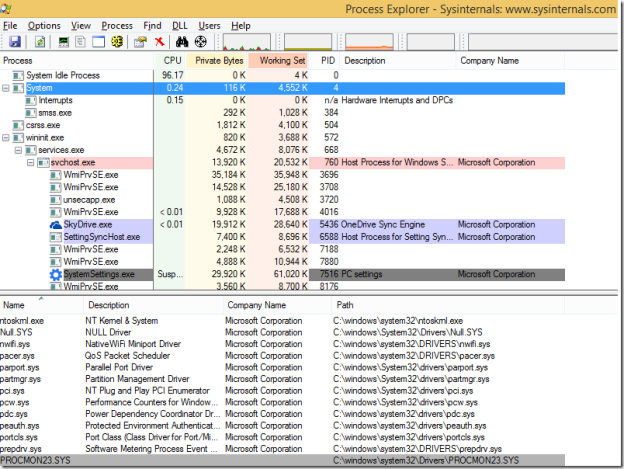 Process Explorer - Sysinternals: www.sysinternals.com
File Options View Process Find DLL Users Help
Process CPU Private Bytes Working Set PID Description Company Name
System Idle Process 96.17 0 K 4 K 0
System 0.24 116 K 4,552 K 4
Interrupts 0.15 0 K 0 K n/a Hardware Interrupts and DPCs
smss.exe 292 K 1,028 K 384
csrss.exe 1,812 K 4,100 K 504
wininit.exe 820 K 3,688 K 572
services.exe 4,672 K 8,076 K 668
svchost.exe 13,920 K 20,532 K 760 Host Process for Windows S... Microsoft Corporation
WmiPrvSE.exe 35,184 K 35,948 K 3696
WmiPrvSE.exe 14,528 K 25,180 K 3708
unsecapp.exe 1,088 K 4,508 K 3720
WmiPrvSE.exe < 0.01 9,928 K 17,688 K 4016
SkyDrive.exe < 0.01 19,912 K 28,640 K 5436 OneDrive Sync Engine Microsoft Corporation
SettingSyncHost.exe 7,400 K 8,696 K 6588 Host Process for Setting Syn... Microsoft Corporation
WmiPrvSE.exe 2,248 K 6,532 K 7188
WmiPrvSE.exe 4,888 K 10,944 K 7880
SystemSettings.exe Susp... 29,920 K 61,020 K 7516 PC settings Microsoft Corporation
WmiPrvSE.exe 3,560 K 8,700 K 8176
Name Description Company Name Path
ntoskrnl.exe NT Kernel & System Microsoft Corporation C:\windows\system32\ntoskrnl.exe
Null.SYS NULL Driver Microsoft Corporation C:\windows\System32\Drivers\Null.SYS
nwifi.sys NativeWiFi Miniport Driver Microsoft Corporation C:\windows\system32\DRIVERS\nwifi.sys
pacer.sys QoS Packet Scheduler Microsoft Corporation C:\windows\system32\DRIVERS\pacer.sys
parport.sys Parallel Port Driver Microsoft Corporation C:\windows\System32\drivers\parport.sys
partmgr.sys Partition Management Driver Microsoft Corporation C:\windows\System32\drivers\partmgr.sys
pci.sys NT Plug and Play PCI Enumerator Microsoft Corporation C:\windows\System32\drivers\pci.sys
pcw.sys Performance Counters for Window... Microsoft Corporation C:\windows\System32\drivers\pcw.sys
pdc.sys Power Dependency Coordinator Dr... Microsoft Corporation C:\windows\system32\drivers\pdc.sys
peauth.sys Protected Environment Authenticat... Microsoft Corporation C:\windows\system32\drivers\peauth.sys
portcls.sys Port Class (Class Driver for Port/Mi... Microsoft Corporation C:\windows\system32\drivers\portcls.sys
prepdrv.sys Software Metering Process Event ... Microsoft Corporation C:\windows\system32\DRIVERS\prepdrv.sys
PROCMON23.SYS C:\windows\system32\Drivers\PROCMON23.SYS